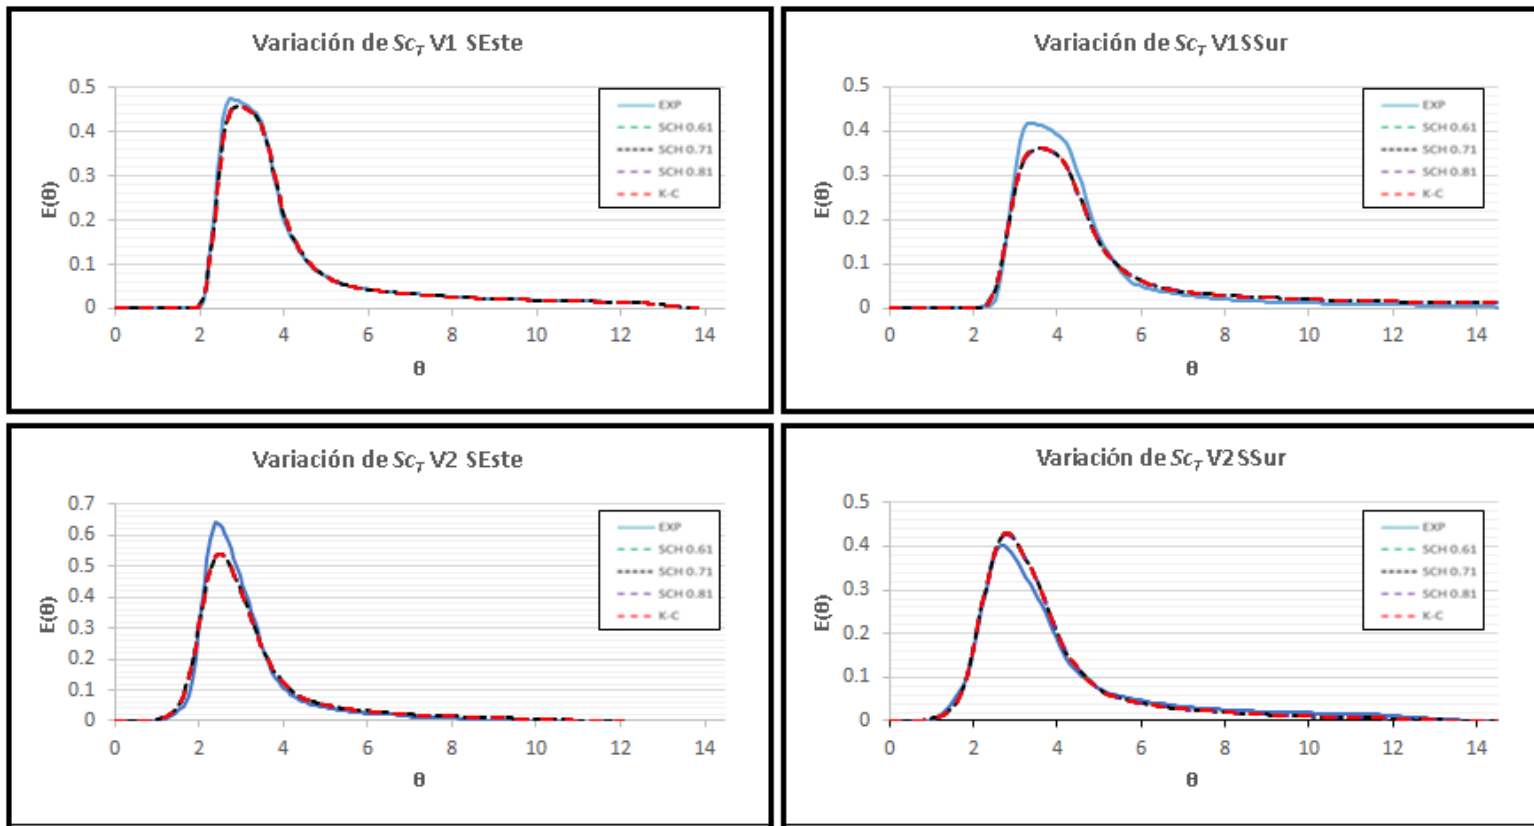 Variación de Sc_T V1 SEste
0.5
0.4
0.3
0.2
0.1
0
E(θ)
0 2 4 6 8 10 12 14
θ
EXP
SCH 0.61
SCH 0.71
SCH 0.81
K-C
Variación de Sc_T V1SSur
0.5
0.4
0.3
0.2
0.1
0
E(θ)
0 2 4 6 8 10 12 14
θ
EXP
SCH 0.61
SCH 0.71
SCH 0.81
K-C
Variación de Sc_T V2 SEste
0.7
0.6
0.5
0.4
0.3
0.2
0.1
0
E(θ)
0 2 4 6 8 10 12 14
θ
EXP
SCH 0.61
SCH 0.71
SCH 0.81
K-C
Variación de Sc_T V2SSur
0.5
0.4
0.3
0.2
0.1
0
E(θ)
0 2 4 6 8 10 12 14
θ
EXP
SCH 0.61
SCH 0.71
SCH 0.81
K-C